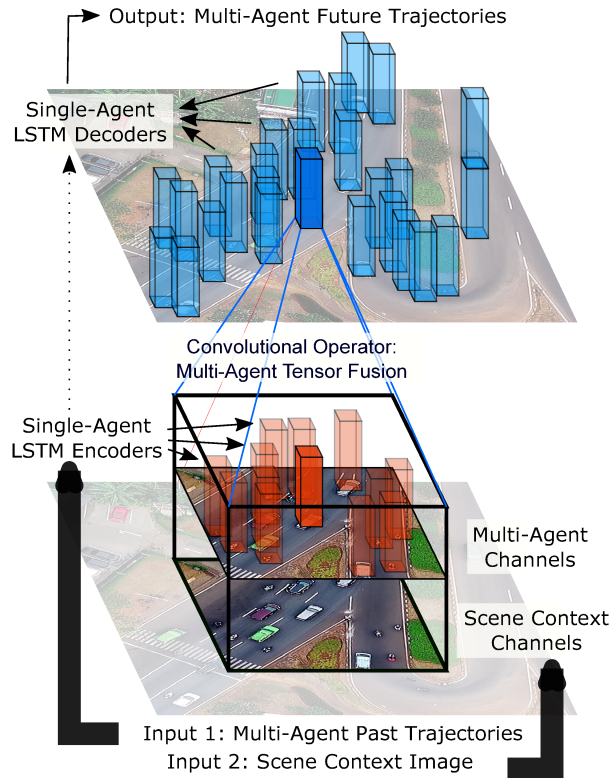 Output: Multi-Agent Future Trajectories
Single-Agent
LSTM Decoders
Convolutional Operator:
Multi-Agent Tensor Fusion
Single-Agent
LSTM Encoders
Multi-Agent
Channels
Scene Context
Channels
Input 1: Multi-Agent Past Trajectories
Input 2: Scene Context Image